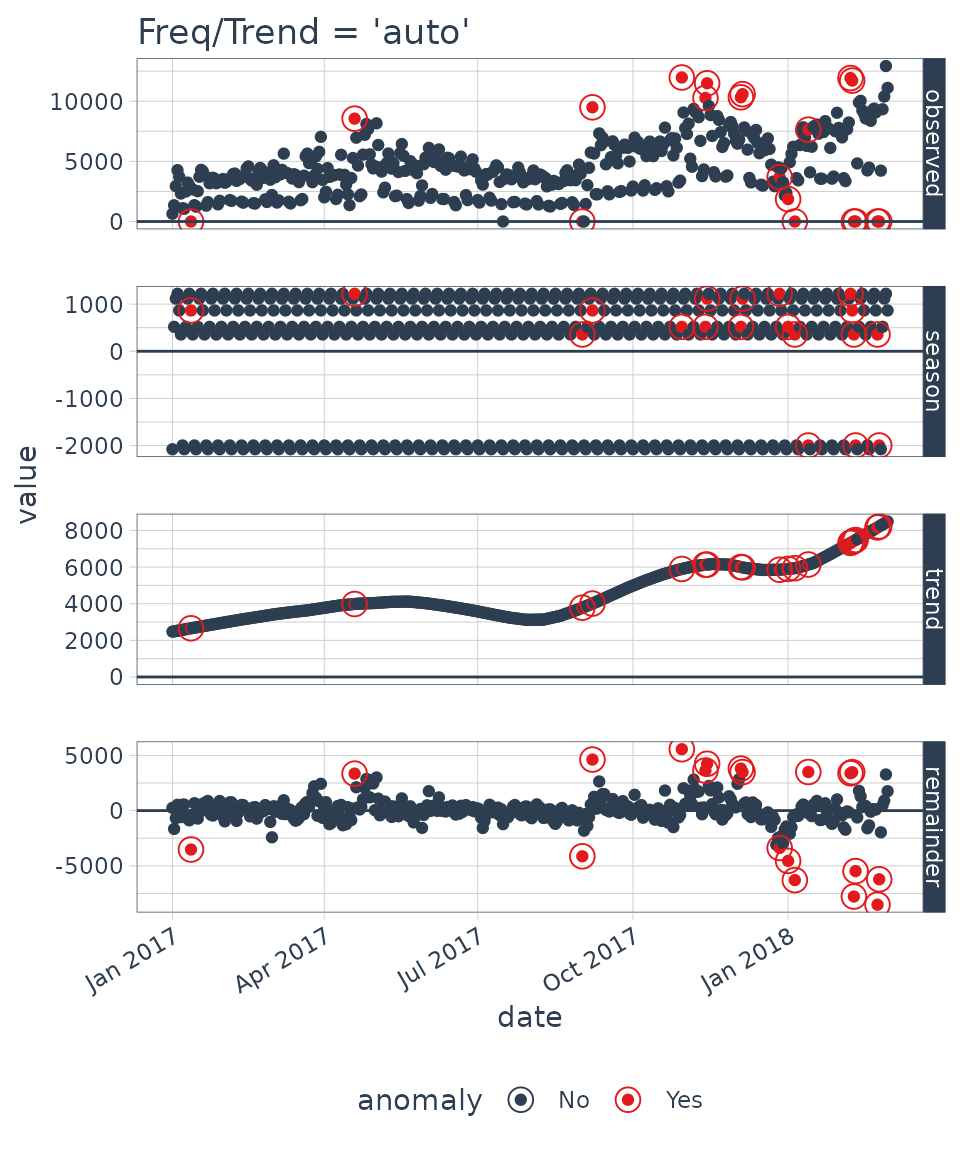 Freq/Trend = 'auto'
10000
5000
0
observed
1000
0
-1000
-2000
season
value
8000
6000
4000
2000
0
trend
5000
0
-5000
remainder
Jan 2017
Apr 2017
Jul 2017
Oct 2017
Jan 2018
date
anomaly No Yes